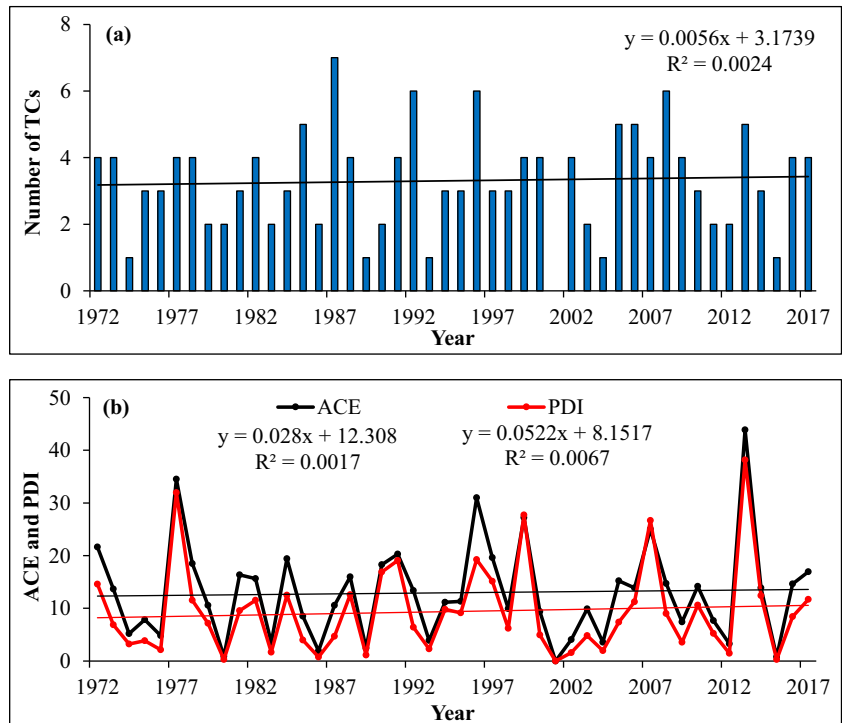 (a)
y = 0.0056x + 3.1739
R² = 0.0024
Number of TCs
8
6
4
2
0
1972 1977 1982 1987 1992 1997 2002 2007 2012 2017
Year
(b)
ACE PDI
y = 0.028x + 12.308 y = 0.0522x + 8.1517
R² = 0.0017 R² = 0.0067
ACE and PDI
50
40
30
20
10
0
1972 1977 1982 1987 1992 1997 2002 2007 2012 2017
Year